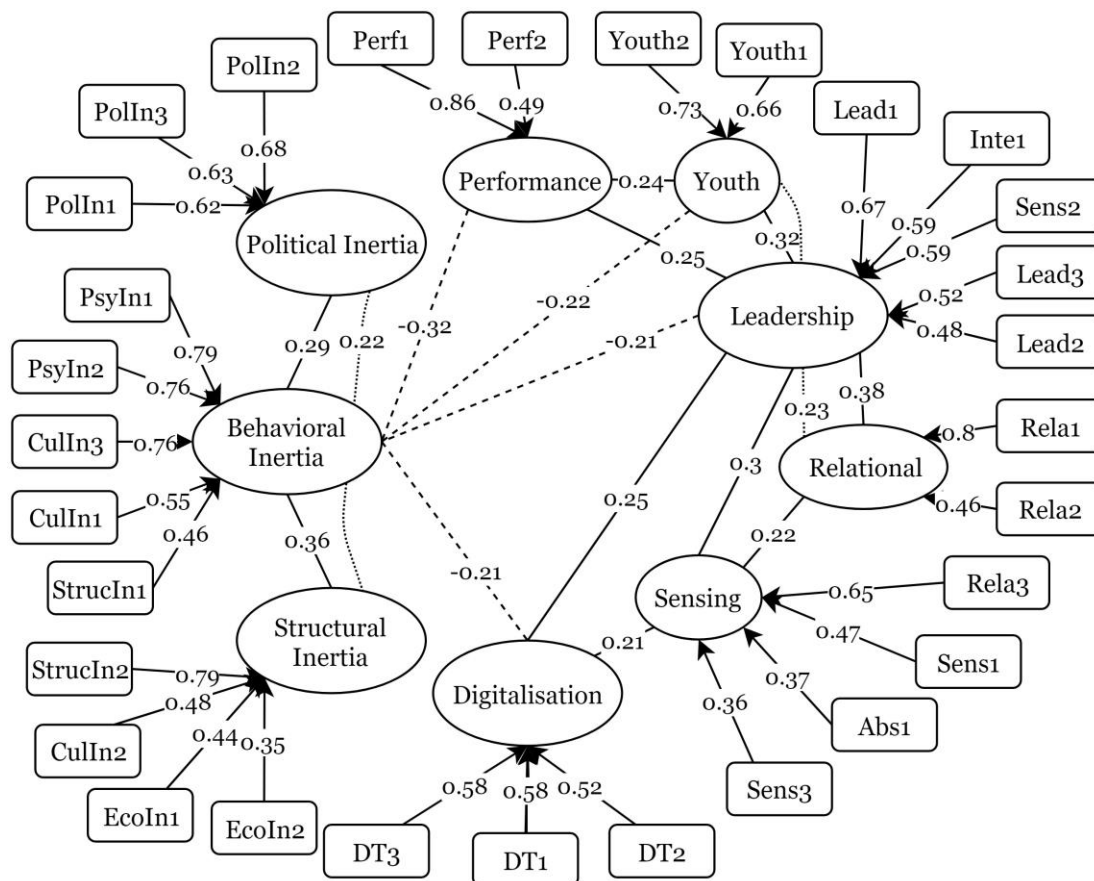 Perf1
Perf2
Youth2
Youth1
PolIn2
PolIn3
Lead1
Inte1
0.86
0.49
0.73
0.66
0.68
0.63
PolIn1
0.62
Performance
0.24
Youth
0.67
0.59
Sens2
0.59
Political Inertia
0.32
0.25
Lead3
0.52
PsyIn1
-0.22
Leadership
0.48
Lead2
-0.32
-0.21
0.79
0.29
0.22
PsyIn2
0.76
0.38
0.23
CulIn3
0.76
Behavioral
Inertia
0.8
Rela1
Relational
0.3
CulIn1
0.55
0.25
0.46
Rela2
0.46
0.36
0.22
StrucIn1
-0.21
Sensing
0.65
Rela3
Structural
Inertia
0.21
0.47
StrucIn2
0.79
Sens1
0.48
Digitalisation
0.37
CulIn2
0.44
0.35
0.36
Abs1
EcoIn1
EcoIn2
0.58
0.58
0.52
Sens3
DT3
DT1
DT2